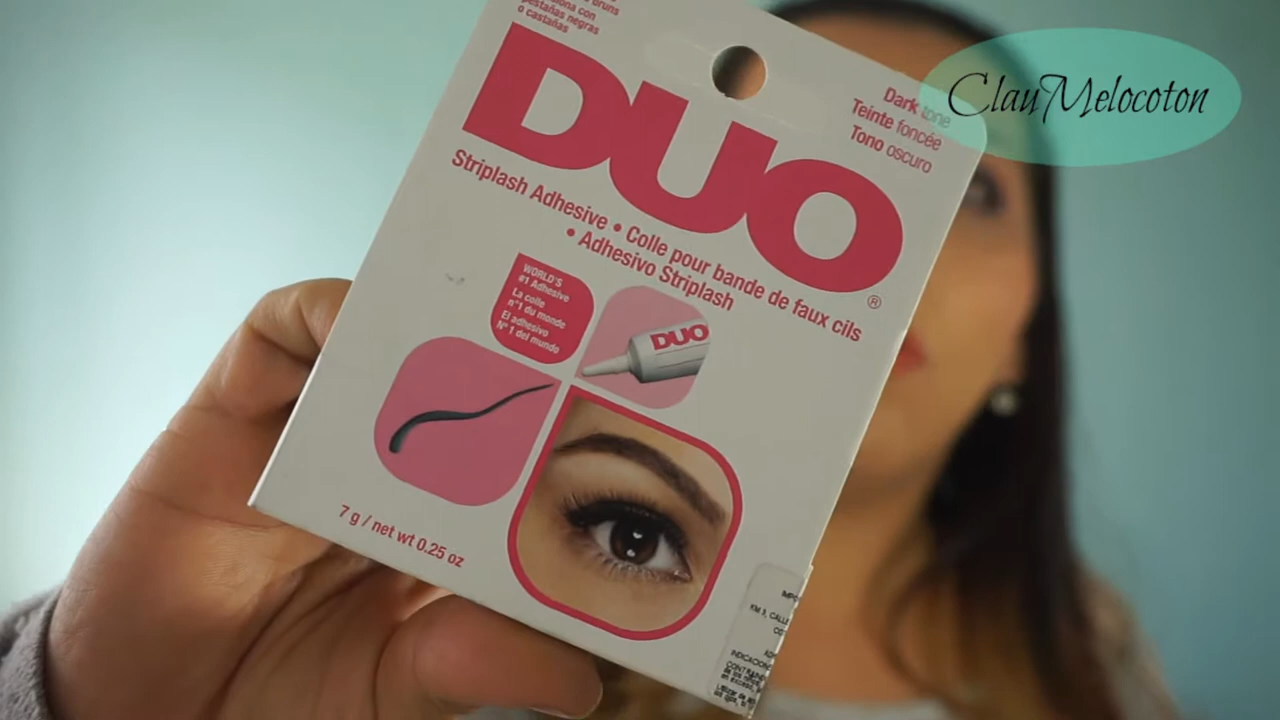 pestañas negras
o castañas
DUO
®
Dark tone
Teinte foncée
Tono oscuro
Striplash Adhesive • Colle pour bande de faux cils
• Adhesivo Striplash
WORLD'S
#1 Adhesive
La colle
n°1 du monde
El adhesivo
N° 1 del mundo
DUO
7 g / net wt 0.25 oz
ClauMelocoton